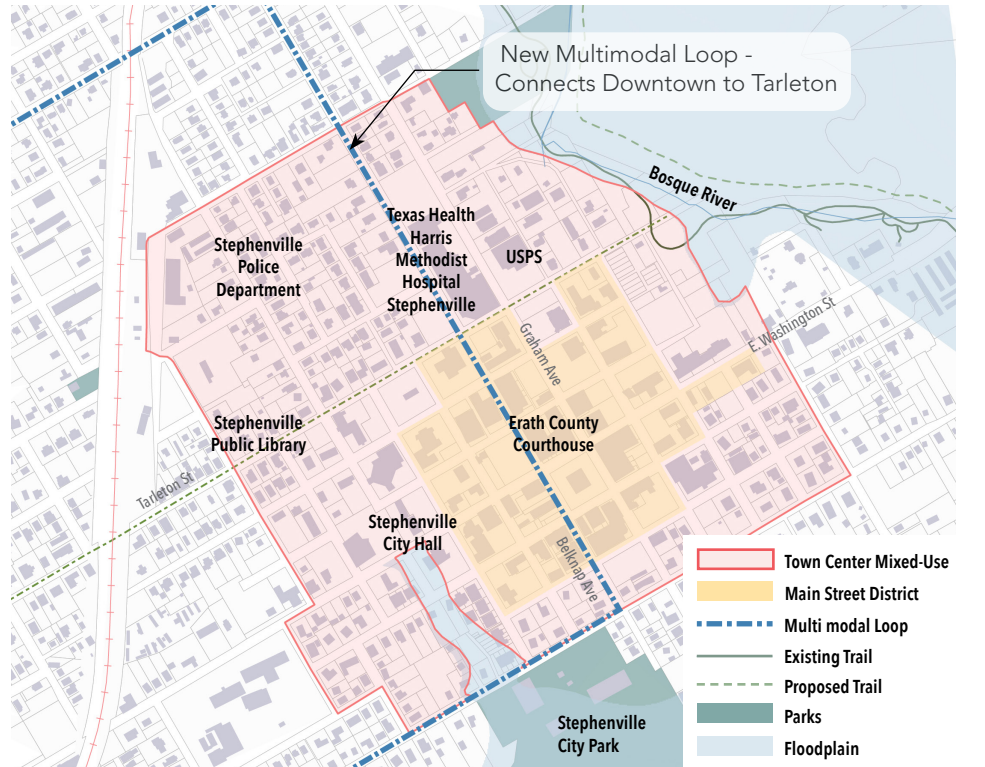 New Multimodal Loop -
Connects Downtown to Tarleton
Bosque River
Texas Health
Harris
Methodist
Hospital
Stephenville
Stephenville
Police
Department
USPS
Graham Ave
E. Washington St
Erath County
Courthouse
Stephenville
Public Library
Tarleton St
Stephenville
City Hall
Belknap Ave
Stephenville
City Park
Town Center Mixed-Use
Main Street District
Multi modal Loop
Existing Trail
Proposed Trail
Parks
Floodplain